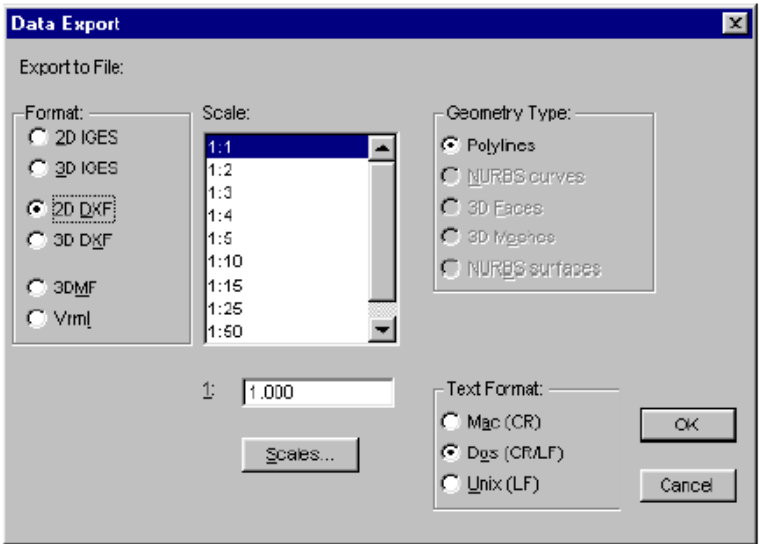 Data Export
Export to File:
Format:
2D IGES
3D IGES
2D DXF
3D DXF
3DMF
Vrml
Scale:
1:1
1:2
1:3
1:4
1:5
1:10
1:15
1:25
1:50
1:
1.000
Scales...
Geometry Type:
Polylines
NURBS curves
3D Faces
3D Meshes
NURBS surfaces
Text Format:
Mac (CR)
Dos (CR/LF)
Unix (LF)
OK
Cancel